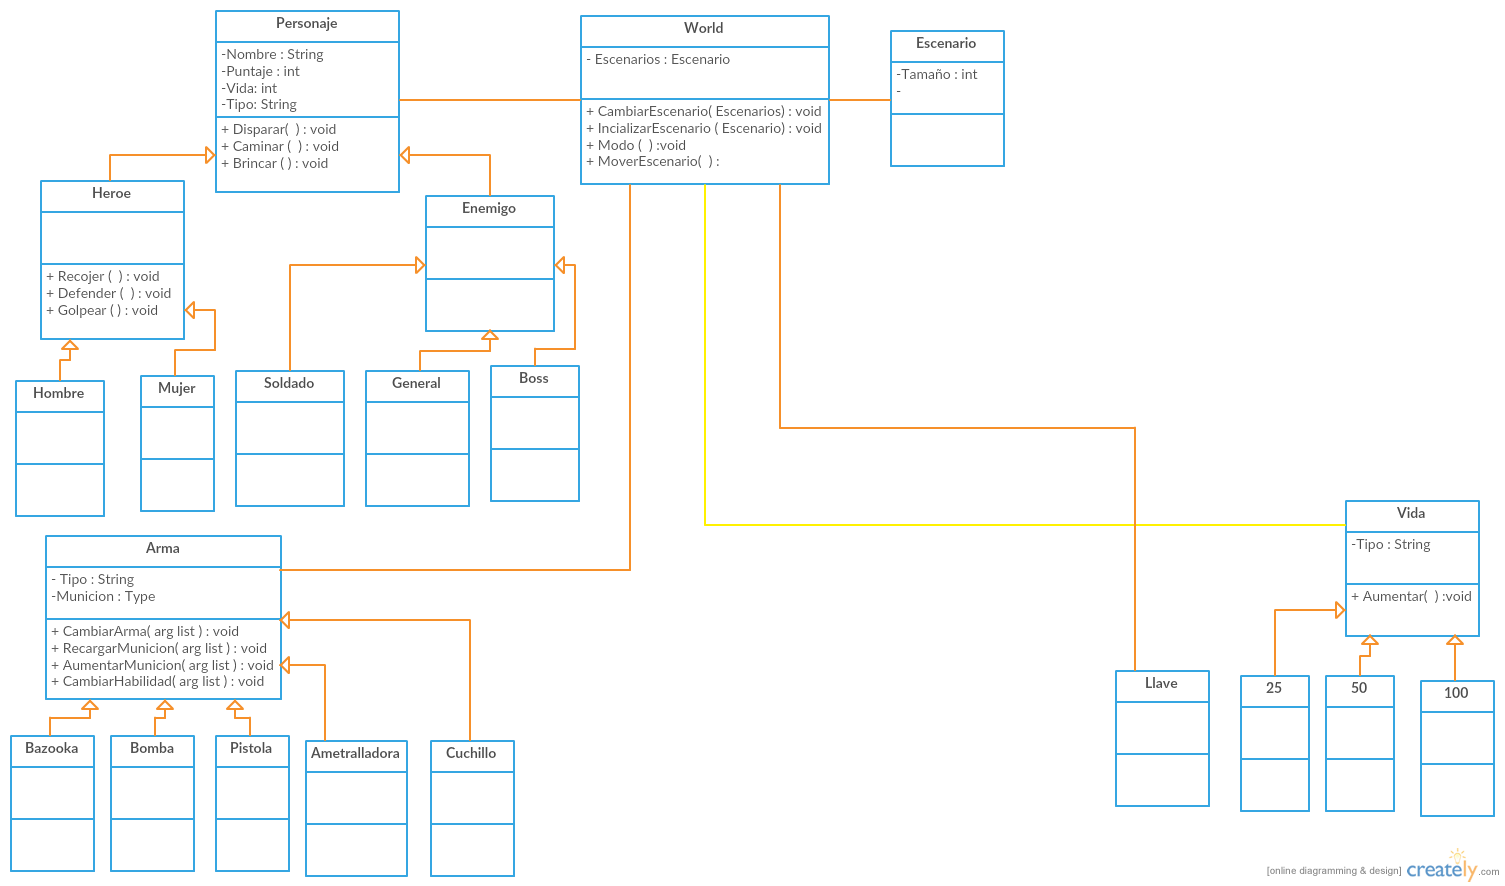 Personaje
-Nombre : String
-Puntaje : int
-Vida: int
-Tipo: String
+ Disparar(  ) : void
+ Caminar (  ) : void
+ Brincar ( ) : void
World
- Escenarios : Escenario
+ CambiarEscenario( Escenarios) : void
+ IncializarEscenario ( Escenario) : void
+ Modo (  ) :void
+ MoverEscenario(  ) :
Escenario
-Tamaño : int
-
Heroe
+ Recojer (  ) : void
+ Defender (  ) : void
+ Golpear ( ) : void
Enemigo
Hombre
Mujer
Soldado
General
Boss
Arma
- Tipo : String
-Municion : Type
+ CambiarArma( arg list ) : void
+ RecargarMunicion( arg list ) : void
+ AumentarMunicion( arg list ) : void
+ CambiarHabilidad( arg list ) : void
Vida
-Tipo : String
+ Aumentar(  ) :void
Bazooka
Bomba
Pistola
Ametralladora
Cuchillo
Llave
25
50
100
[online diagramming & design] creately.com